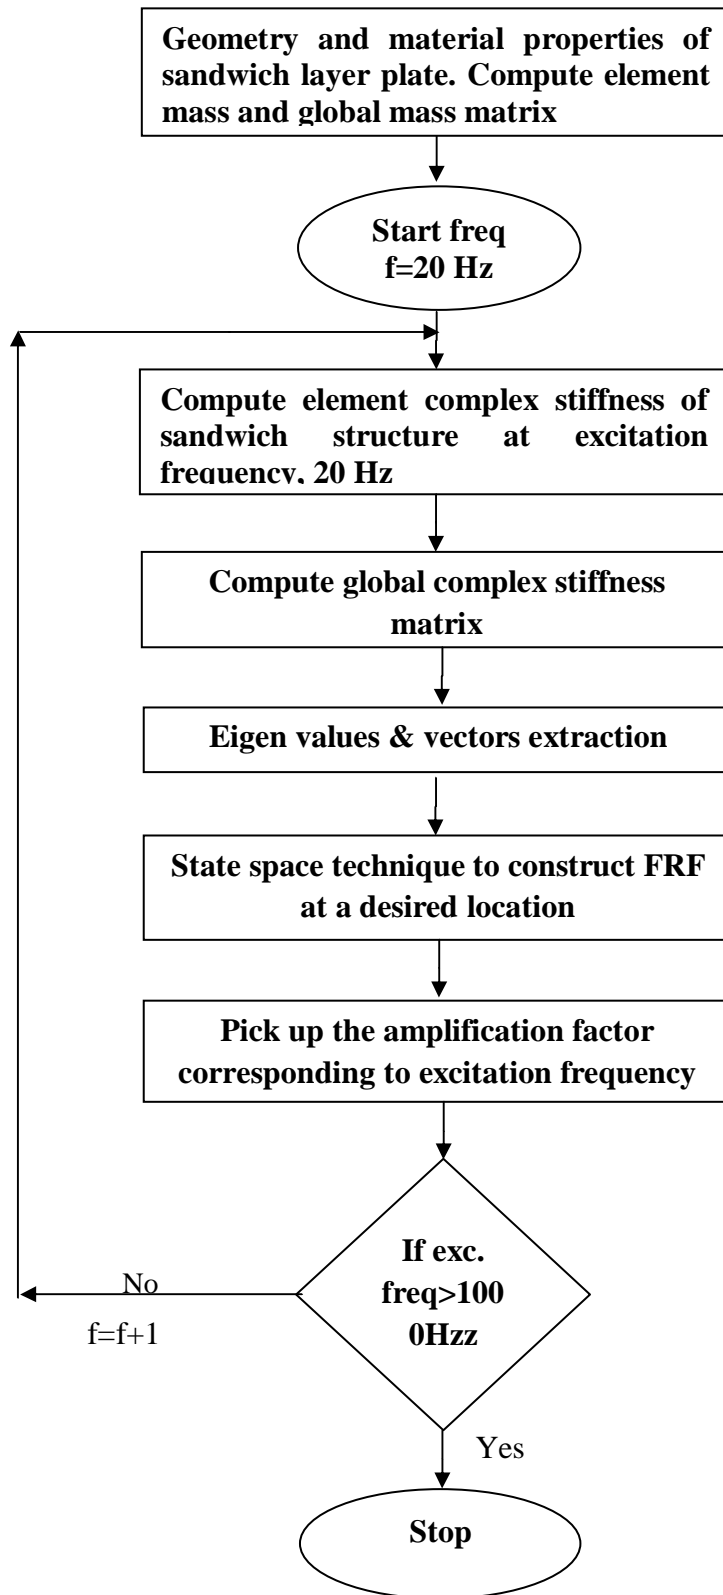 Geometry and material properties of
sandwich layer plate. Compute element
mass and global mass matrix
Start freq
f=20 Hz
Compute element complex stiffness of
sandwich structure at excitation
frequency, 20 Hz
Compute global complex stiffness
matrix
Eigen values & vectors extraction
State space technique to construct FRF
at a desired location
Pick up the amplification factor
corresponding to excitation frequency
If exc.
freq>100
0Hzz
No
f=f+1
Yes
Stop